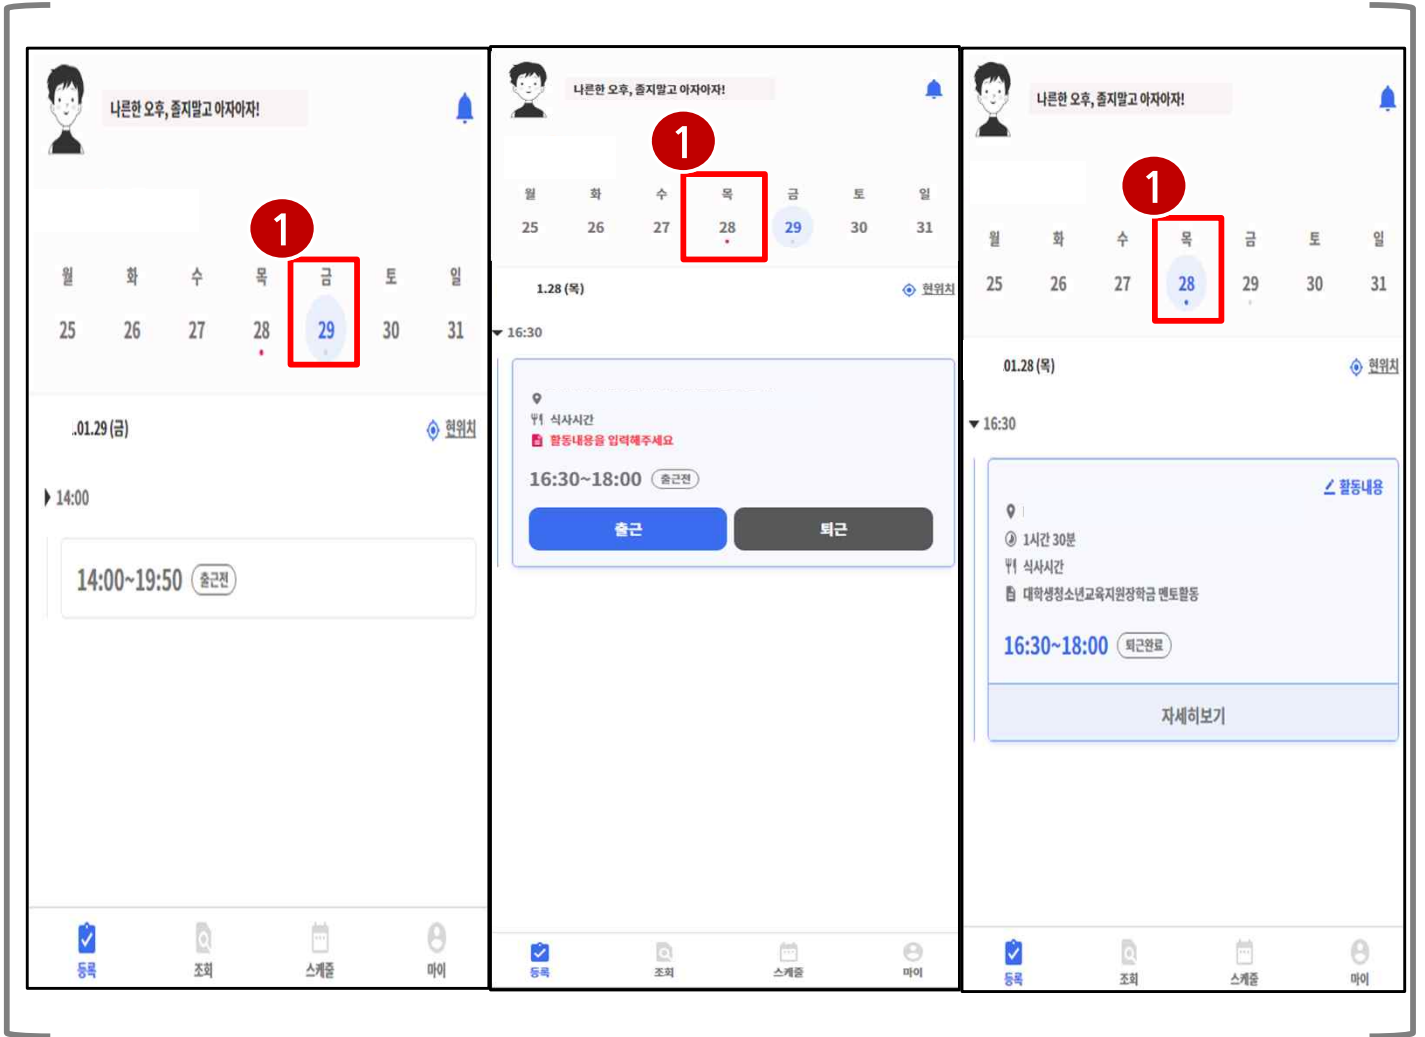 나른한 오후, 졸지말고 아자아자!
1
월 화 수 목 금 토 일
25 26 27 28 29 30 31
.01.29 (금)
현위치
14:00
14:00~19:50 출근전
등록 조회 스케줄 마이
나른한 오후, 졸지말고 아자아자!
1
월 화 수 목 금 토 일
25 26 27 28 29 30 31
1.28 (목)
현위치
16:30
식사시간
활동내용을 입력해주세요
16:30~18:00 출근전
출근 퇴근
등록 조회 스케줄 마이
나른한 오후, 졸지말고 아자아자!
1
월 화 수 목 금 토 일
25 26 27 28 29 30 31
01.28 (목)
현위치
16:30
활동내용
1시간 30분
식사시간
대학생청소년교육지원장학금 멘토활동
16:30~18:00 퇴근완료
자세히보기
등록 조회 스케줄 마이